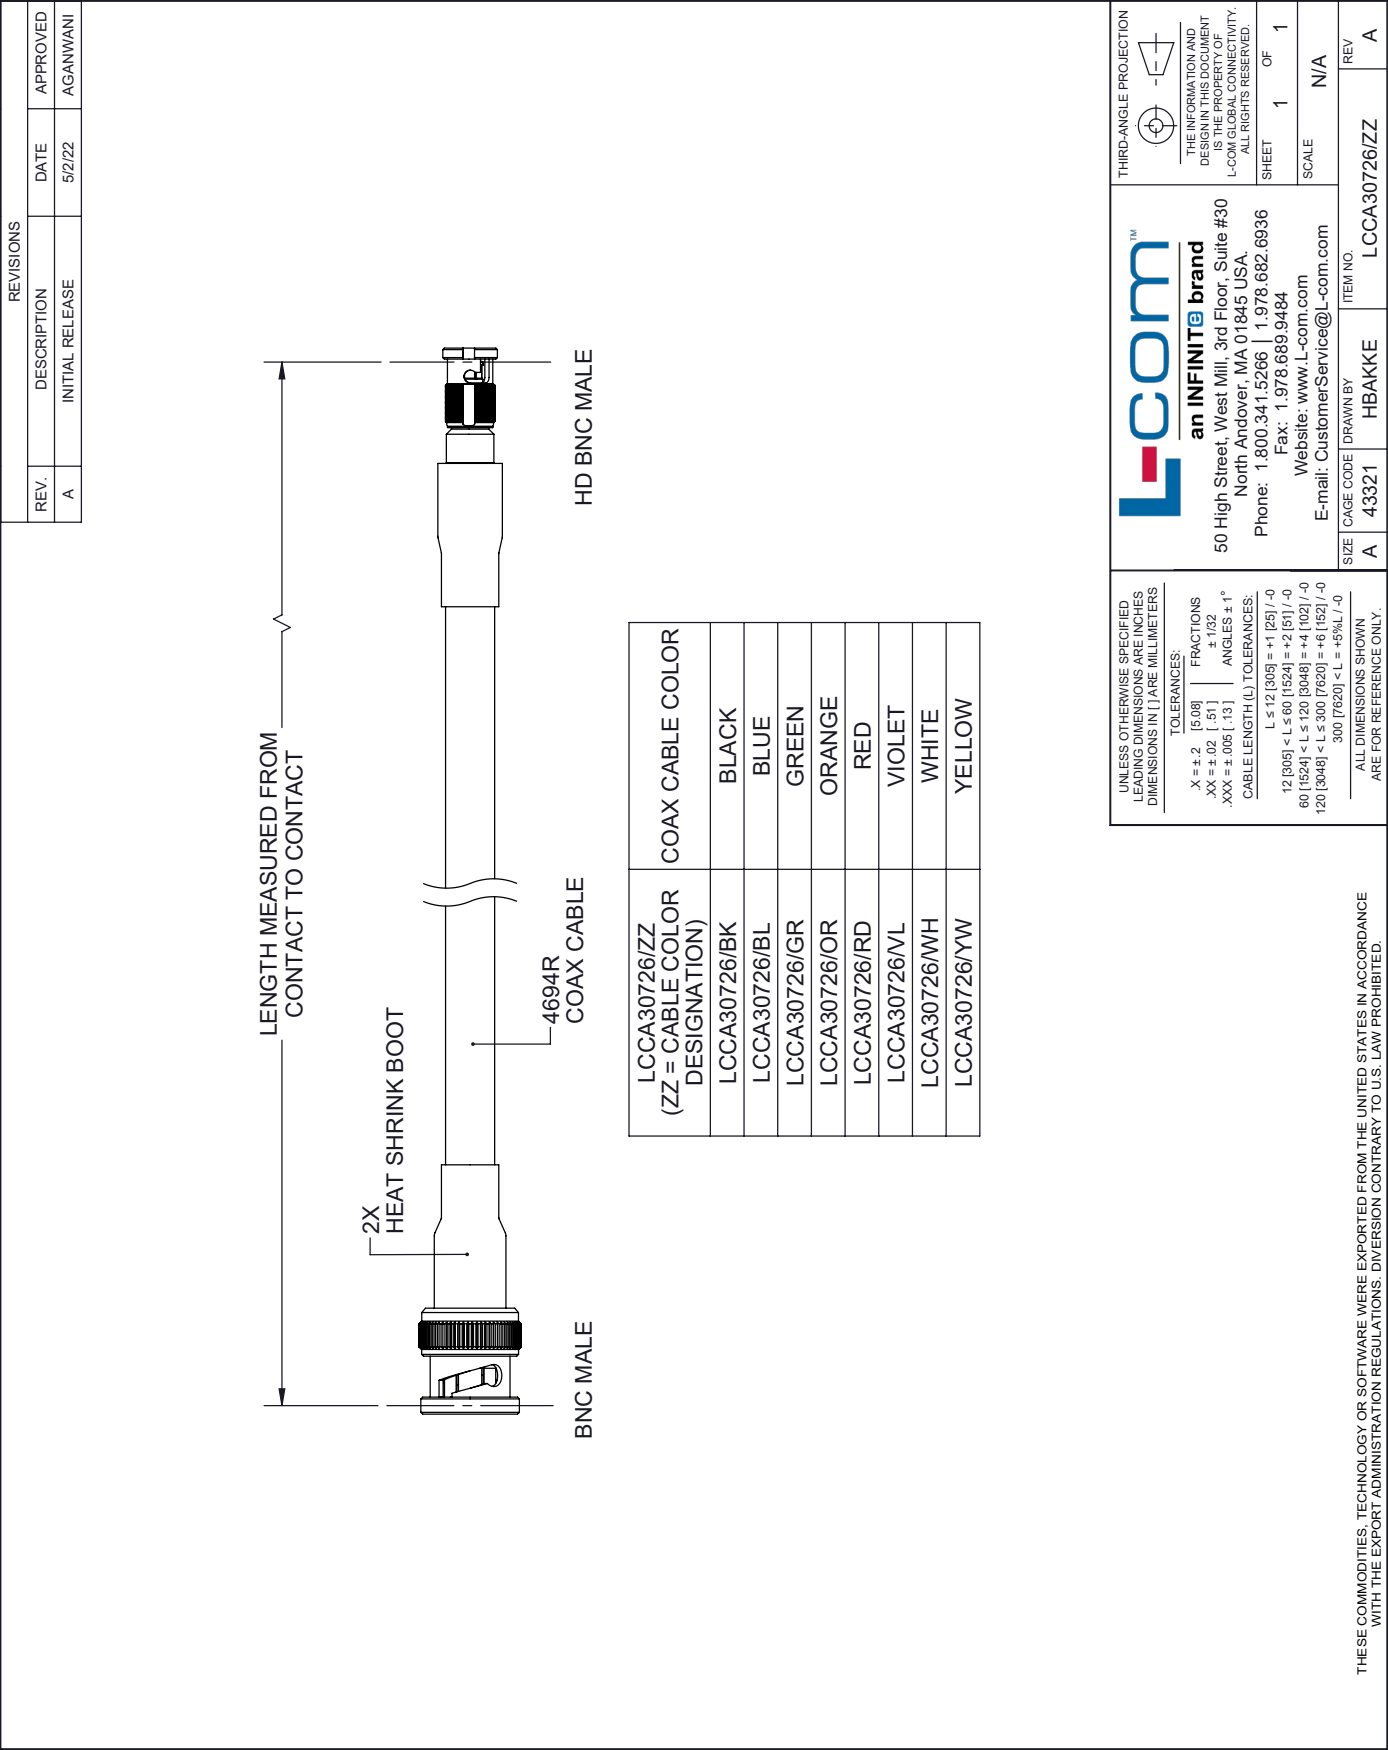 REVISIONS
REV. DESCRIPTION DATE APPROVED
A INITIAL RELEASE 5/2/22 AGANWANI
LENGTH MEASURED FROM
CONTACT TO CONTACT
2X
HEAT SHRINK BOOT
4694R
COAX CABLE
BNC MALE
HD BNC MALE
LCCA30726/ZZ
(ZZ = CABLE COLOR
DESIGNATION)
COAX CABLE COLOR
LCCA30726/BK BLACK
LCCA30726/BL BLUE
LCCA30726/GR GREEN
LCCA30726/OR ORANGE
LCCA30726/RD RED
LCCA30726/VL VIOLET
LCCA30726/WH WHITE
LCCA30726/YW YELLOW
UNLESS OTHERWISE SPECIFIED
LEADING DIMENSIONS ARE INCHES
DIMENSIONS IN [ ] ARE MILLIMETERS
TOLERANCES:
.X = ± .2 [5.08] FRACTIONS
.XX = ± .02 [ .51] ± 1/32
.XXX = ± .005 [ .13 ] ANGLES ± 1°
CABLE LENGTH (L) TOLERANCES:
L ≤ 12 [305] = +1 [25] / -0
12 [305] < L ≤ 60 [1524] = +2 [51] / -0
60 [1524] < L ≤ 120 [3048] = +4 [102] / -0
120 [3048] < L ≤ 300 [7620] = +6 [152] / -0
300 [7620] < L = +5%L / -0
ALL DIMENSIONS SHOWN
ARE FOR REFERENCE ONLY.
L-com™
an INFINITe brand
50 High Street, West Mill, 3rd Floor, Suite #30
North Andover, MA 01845 USA.
Phone: 1.800.341.5266 | 1.978.682.6936
Fax: 1.978.689.9484
Website: www.L-com.com
E-mail: CustomerService@L-com.com
THIRD-ANGLE PROJECTION
THE INFORMATION AND
DESIGN IN THIS DOCUMENT
IS THE PROPERTY OF
L-COM GLOBAL CONNECTIVITY.
ALL RIGHTS RESERVED.
SHEET 1 OF 1
SCALE N/A
SIZE A
CAGE CODE 43321
DRAWN BY HBAKKE
ITEM NO. LCCA30726/ZZ
REV A
THESE COMMODITIES, TECHNOLOGY OR SOFTWARE WERE EXPORTED FROM THE UNITED STATES IN ACCORDANCE
WITH THE EXPORT ADMINISTRATION REGULATIONS. DIVERSION CONTRARY TO U.S. LAW PROHIBITED.